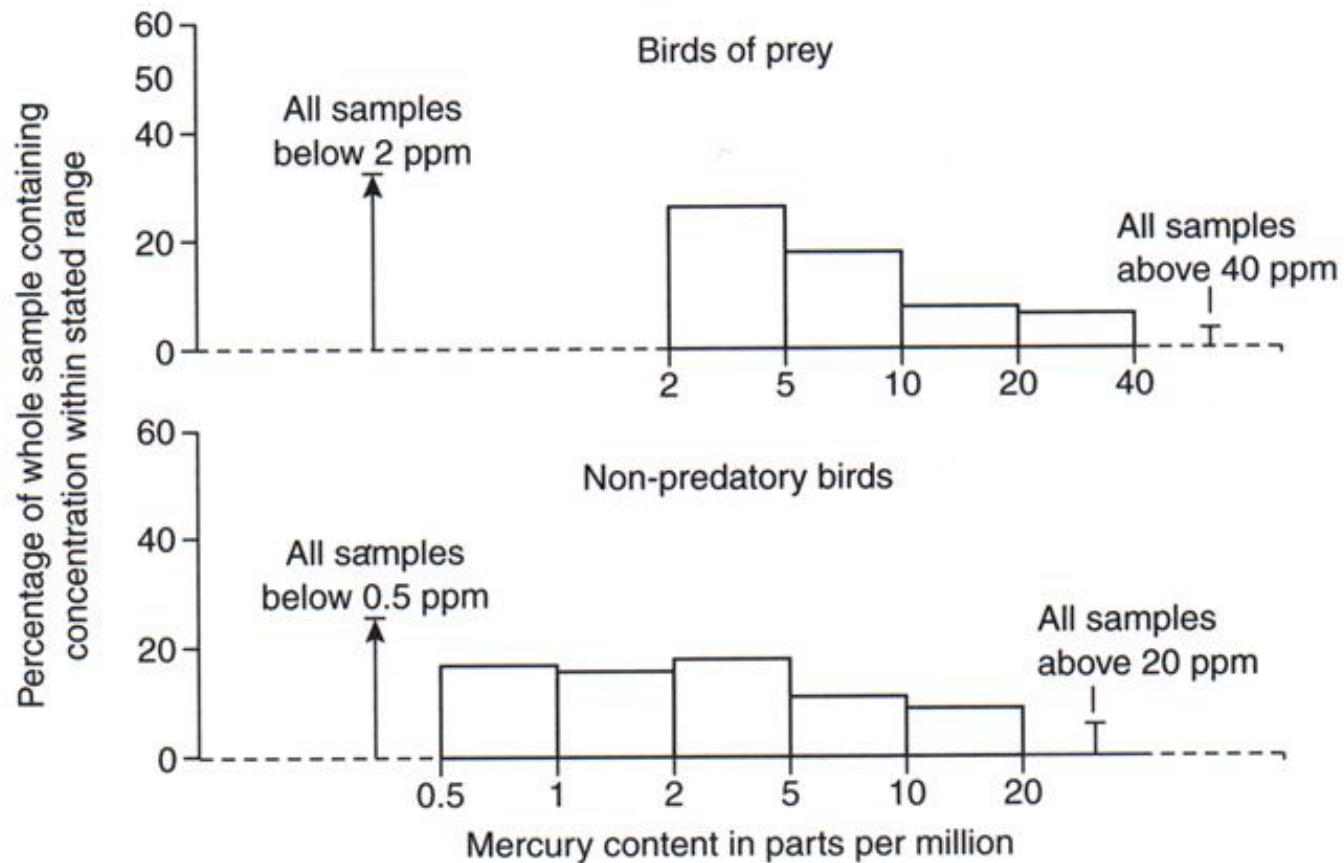 Percentage of whole sample containing
concentration within stated range
60
50
40
20
0
Birds of prey
All samples
below 2 ppm
All samples
above 40 ppm
2 5 10 20 40
60
40
20
0
Non-predatory birds
All samples
below 0.5 ppm
All samples
above 20 ppm
0.5 1 2 5 10 20
Mercury content in parts per million